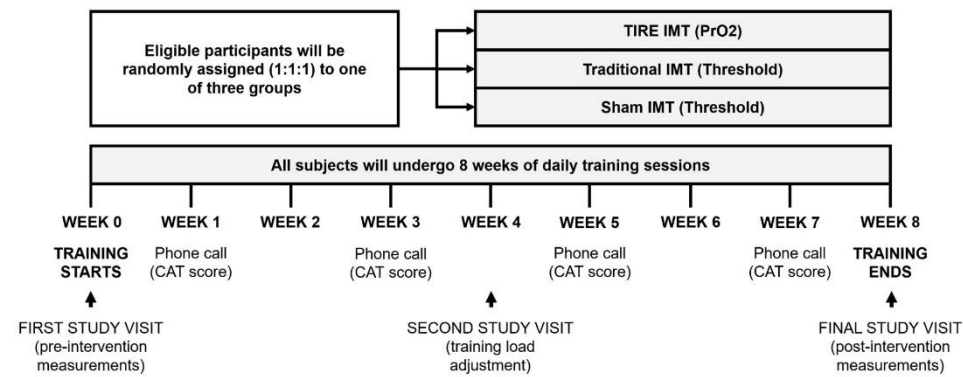 Eligible participants will be
randomly assigned (1:1:1) to one
of three groups
TIRE IMT (PrO2)
Traditional IMT (Threshold)
Sham IMT (Threshold)
All subjects will undergo 8 weeks of daily training sessions
WEEK 0 WEEK 1 WEEK 2 WEEK 3 WEEK 4 WEEK 5 WEEK 6 WEEK 7 WEEK 8
TRAINING STARTS
Phone call
(CAT score)
Phone call
(CAT score)
Phone call
(CAT score)
Phone call
(CAT score)
TRAINING ENDS
FIRST STUDY VISIT
(pre-intervention
measurements)
SECOND STUDY VISIT
(training load
adjustment)
FINAL STUDY VISIT
(post-intervention
measurements)